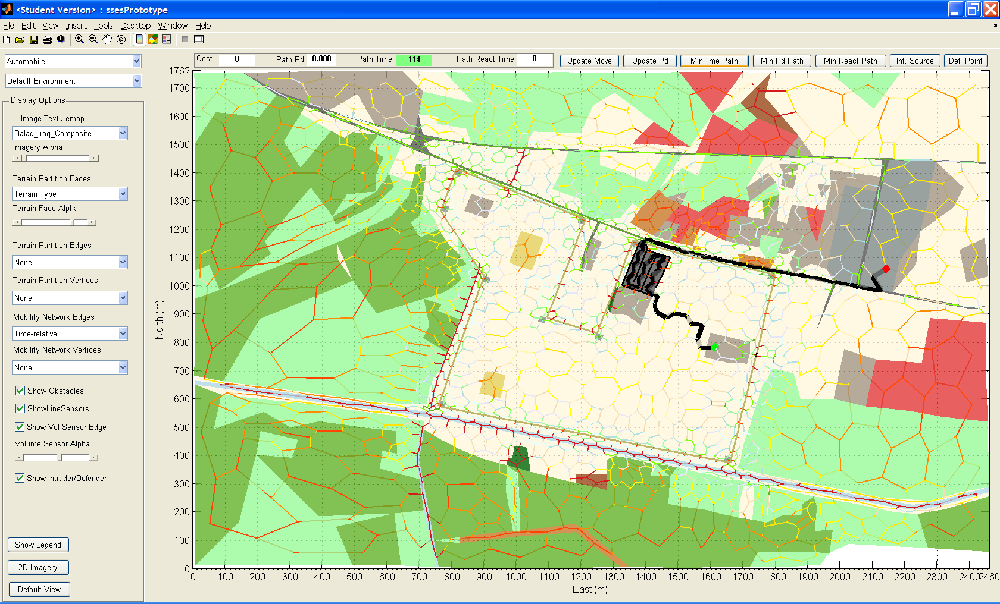 <Student Version> : ssesPrototype
File Edit View Insert Tools Desktop Window Help
Automobile
Default Environment
Display Options
Image Texturemap
Balad_Iraq_Composite
Imagery Alpha
Terrain Partition Faces
Terrain Type
Terrain Face Alpha
Terrain Partition Edges
None
Terrain Partition Vertices
None
Mobility Network Edges
Time-relative
Mobility Network Vertices
None
Show Obstacles
ShowLineSensors
Show Vol Sensor Edge
Volume Sensor Alpha
Show Intruder/Defender
Show Legend
2D Imagery
Default View
Cost 0 Path Pd 0.000 Path Time 114 Path React Time 0
Update Move Update Pd MinTime Path Min Pd Path Min React Path Int. Source Def. Point
1762
1700
1600
1500
1400
1300
1200
1100
1000
900
800
700
600
500
400
300
200
100
0
North (m)
0 100 200 300 400 500 600 700 800 900 1000 1100 1200 1300 1400 1500 1600 1700 1800 1900 2000 2100 2200 2300 2400 2460
East (m)